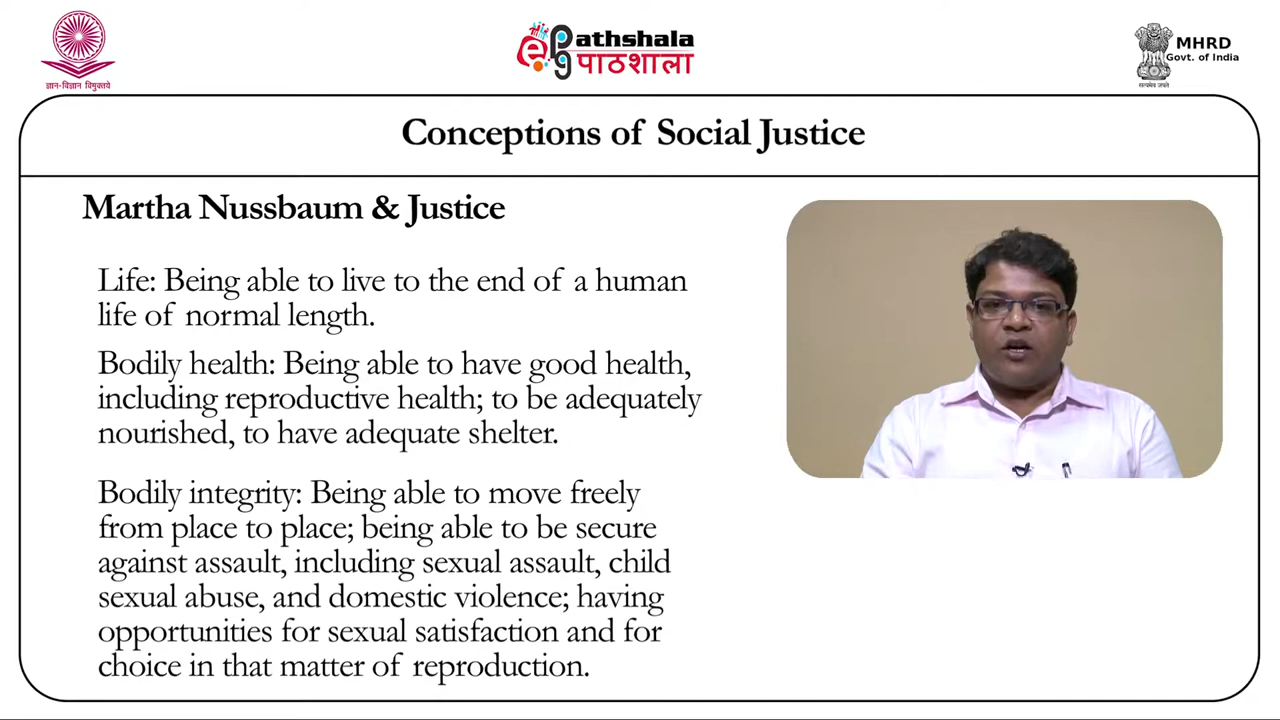 ज्ञान-विज्ञान विमुक्तये
epg Pathshala
पाठशाला
MHRD
Govt. of India
सत्यमेव जयते
Conceptions of Social Justice
Martha Nussbaum & Justice
Life: Being able to live to the end of a human
life of normal length.
Bodily health: Being able to have good health,
including reproductive health; to be adequately
nourished, to have adequate shelter.
Bodily integrity: Being able to move freely
from place to place; being able to be secure
against assault, including sexual assault, child
sexual abuse, and domestic violence; having
opportunities for sexual satisfaction and for
choice in that matter of reproduction.